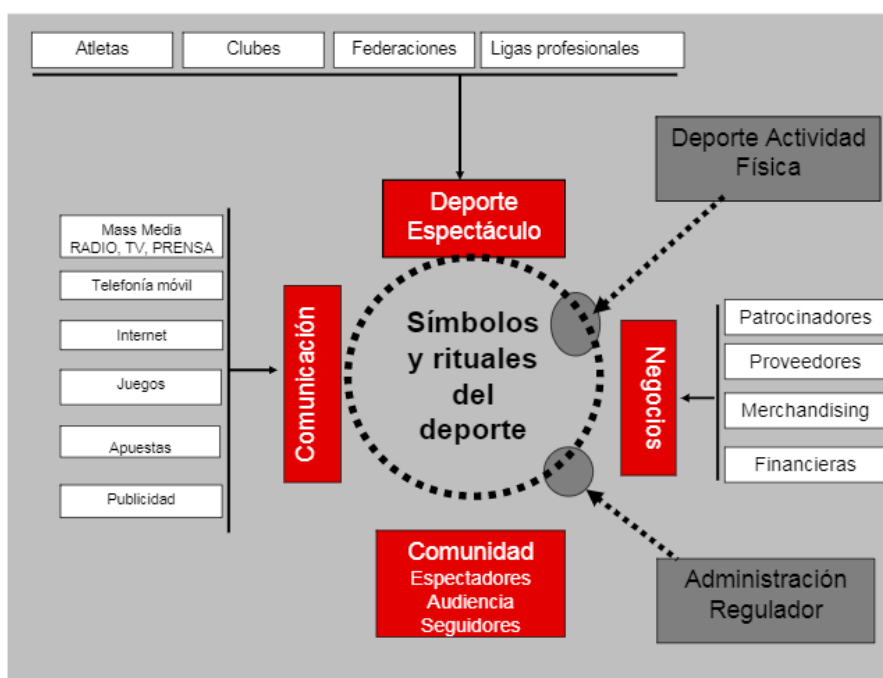 Atletas
Clubes
Federaciones
Ligas profesionales
Deporte Actividad
Física
Deporte
Espectáculo
Mass Media
RADIO, TV, PRENSA
Telefonía móvil
Internet
Juegos
Apuestas
Publicidad
Comunicación
Símbolos
y rituales
del
deporte
Negocios
Patrocinadores
Proveedores
Merchandising
Financieras
Comunidad
Espectadores
Audiencia
Seguidores
Administración
Regulador